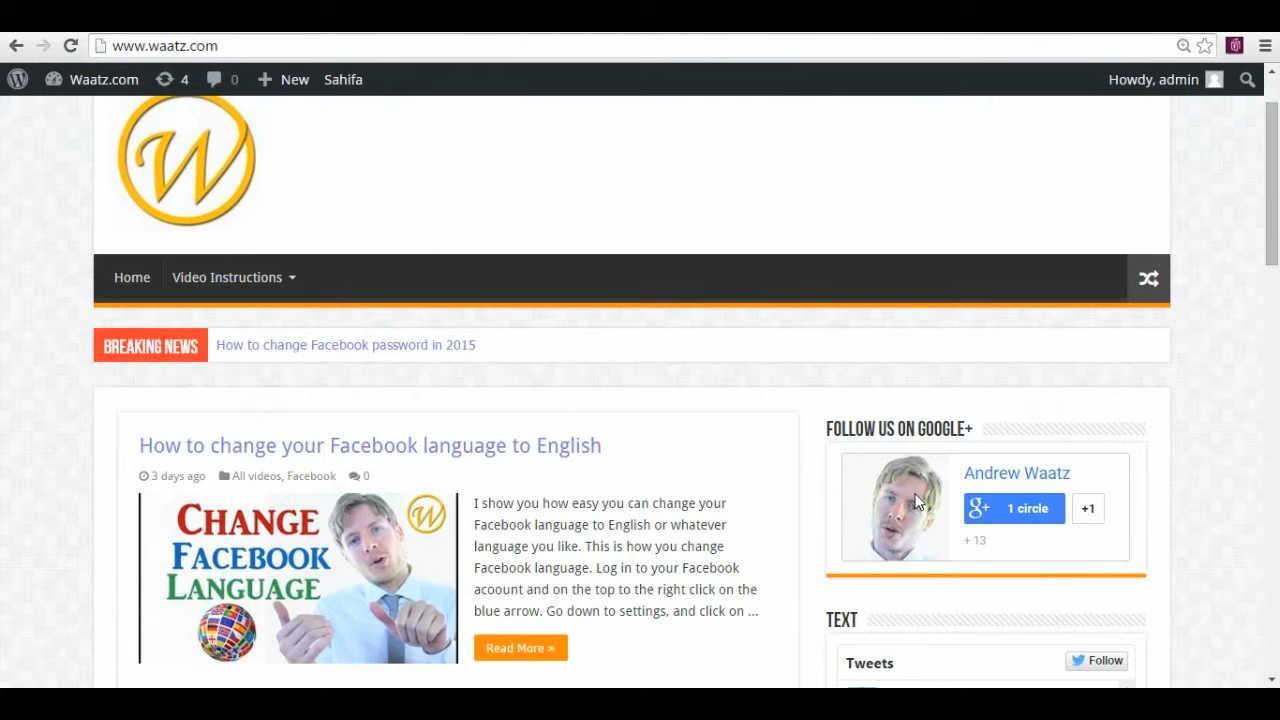 www.waatz.com
Waatz.com 4 0 New Sahifa Howdy, admin
W
Home Video Instructions
BREAKING NEWS How to change Facebook password in 2015
How to change your Facebook language to English
3 days ago All videos, Facebook 0
CHANGE
FACEBOOK
LANGUAGE
W
I show you how easy you can change your
Facebook language to English or whatever
language you like. This is how you change
Facebook language. Log in to your Facebook
acoount and on the top to the right click on the
blue arrow. Go down to settings, and click on ...
Read More »
FOLLOW US ON GOOGLE+
Andrew Waatz
g+ 1 circle +1
+ 13
TEXT
Tweets Follow